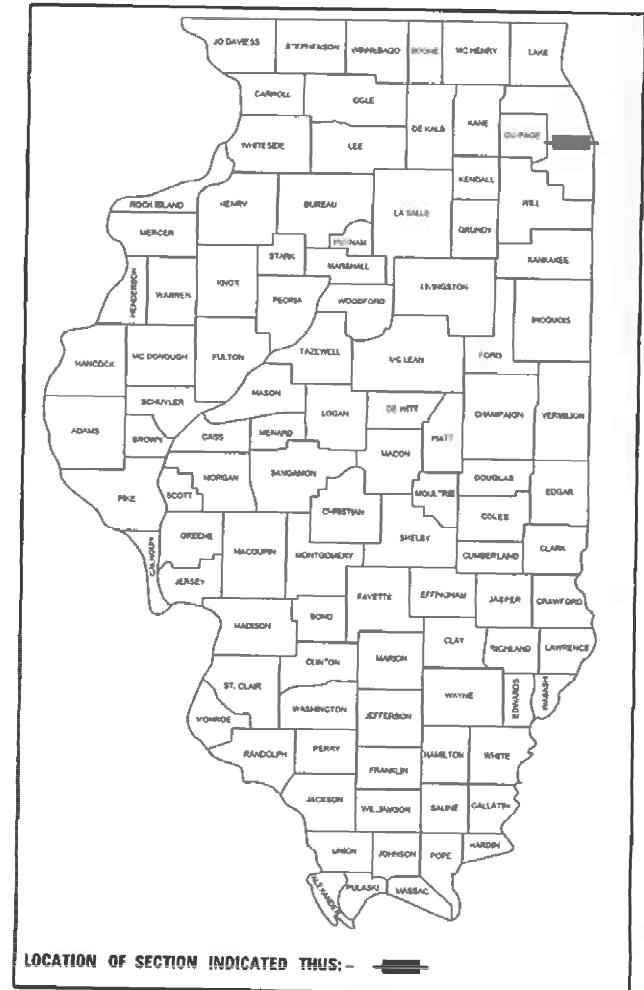 JO DAVIESS STEPHENSON WINNEBAGO BOONE MC HENRY LAKE
CARROLL OGLE DE KALB KANE DU PAGE
WHITESIDE LEE
KENDALL
ROCK ISLAND HENRY BUREAU LA SALLE WILL
MERCER PUTNAM GRUNDY
STARK MARSHALL KANKAKEE
HENDERSON WARREN KNOX PEORIA WOODFORD LIVINGSTON
IROQUOIS
HANCOCK MC DONOUGH FULTON TAZEWELL MC LEAN FORD
MASON
SCHUYLER LOGAN DE WITT CHAMPAIGN VERMILION
ADAMS BROWN CASS MENARD PIATT
MACON
PIKE SCOTT MORGAN SANGAMON MOULTRIE DOUGLAS EDGAR
CHRISTIAN COLES
CALHOUN GREENE MACOUPIN MONTGOMERY SHELBY CUMBERLAND CLARK
JERSEY
FAYETTE EFFINGHAM JASPER CRAWFORD
MADISON BOND
CLAY RICHLAND LAWRENCE
CLINTON MARION
ST. CLAIR WAYNE EDWARDS WABASH
MONROE WASHINGTON JEFFERSON
RANDOLPH PERRY HAMILTON WHITE
FRANKLIN
JACKSON WILLIAMSON SALINE GALLATIN
UNION JOHNSON POPE HARDIN
ALEXANDER PULASKI MASSAC
LOCATION OF SECTION INDICATED THUS: -